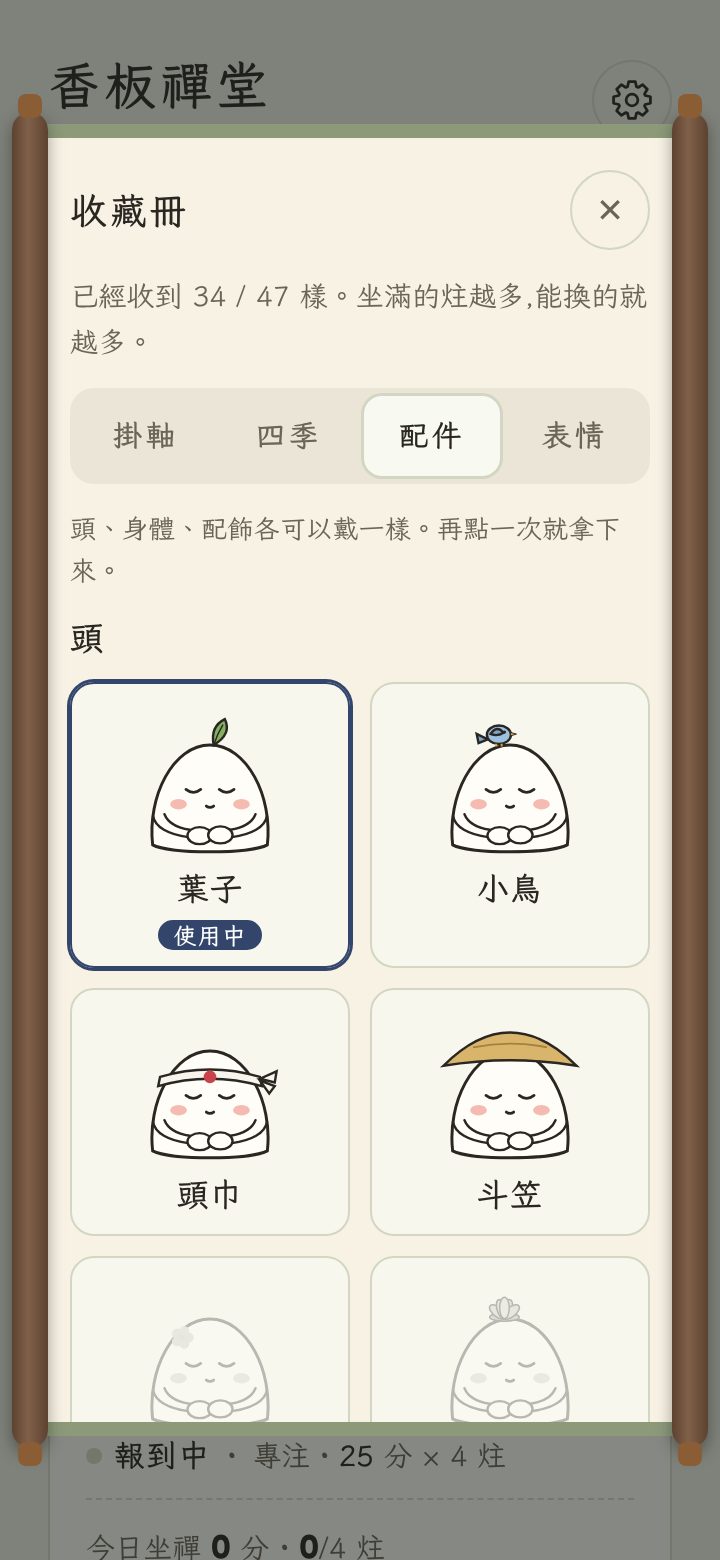 香板禪堂
收藏冊
已經收到 34 / 47 樣。坐滿的炷越多,能換的就
越多。
掛軸 四季 配件 表情
頭、身體、配飾各可以戴一樣。再點一次就拿下
來。
頭
葉子 小鳥
使用中
頭巾 斗笠
報到中 · 專注 · 25 分 × 4 炷
今日坐禪 0 分 · 0/4 炷